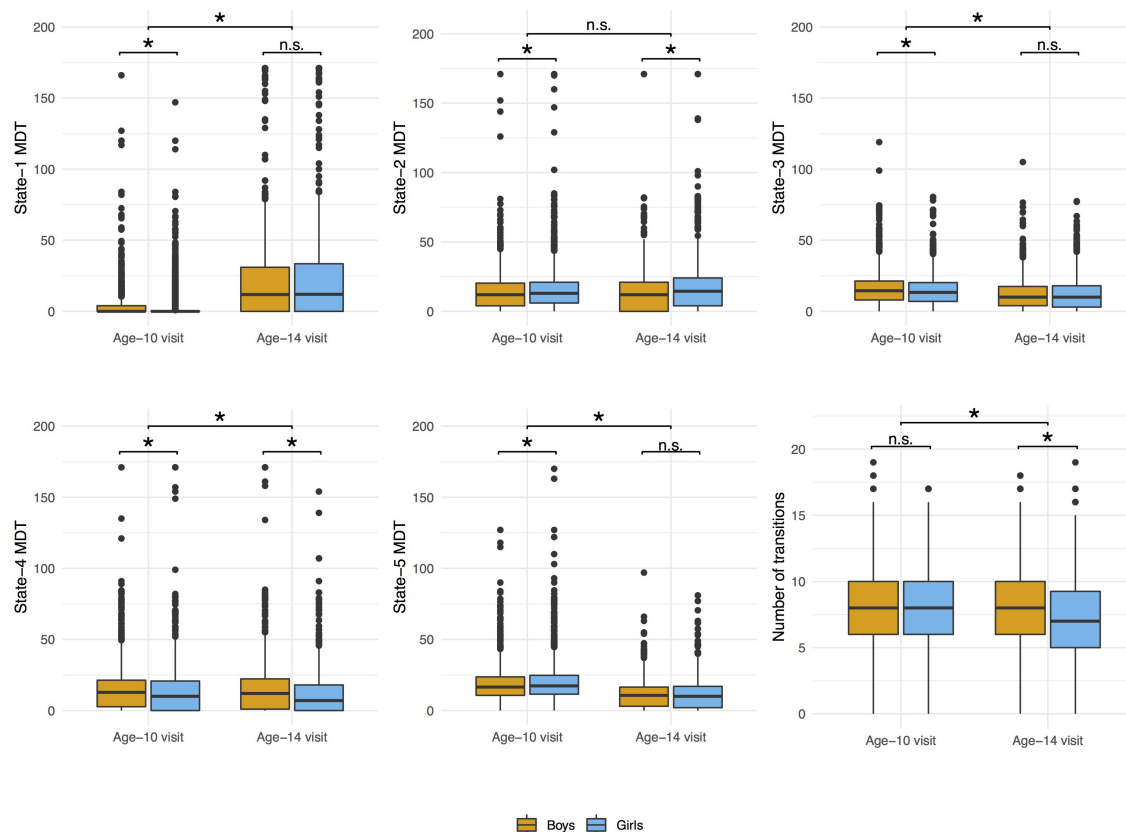 200
150
100
50
0
State−1 MDT
*
*
n.s.
Age−10 visit
Age−14 visit
200
150
100
50
0
State−2 MDT
n.s.
*
*
Age−10 visit
Age−14 visit
200
150
100
50
0
State−3 MDT
*
*
n.s.
Age−10 visit
Age−14 visit
200
150
100
50
0
State−4 MDT
*
*
*
Age−10 visit
Age−14 visit
200
150
100
50
0
State−5 MDT
*
*
n.s.
Age−10 visit
Age−14 visit
20
15
10
5
0
Number of transitions
*
n.s.
*
Age−10 visit
Age−14 visit
Boys Girls